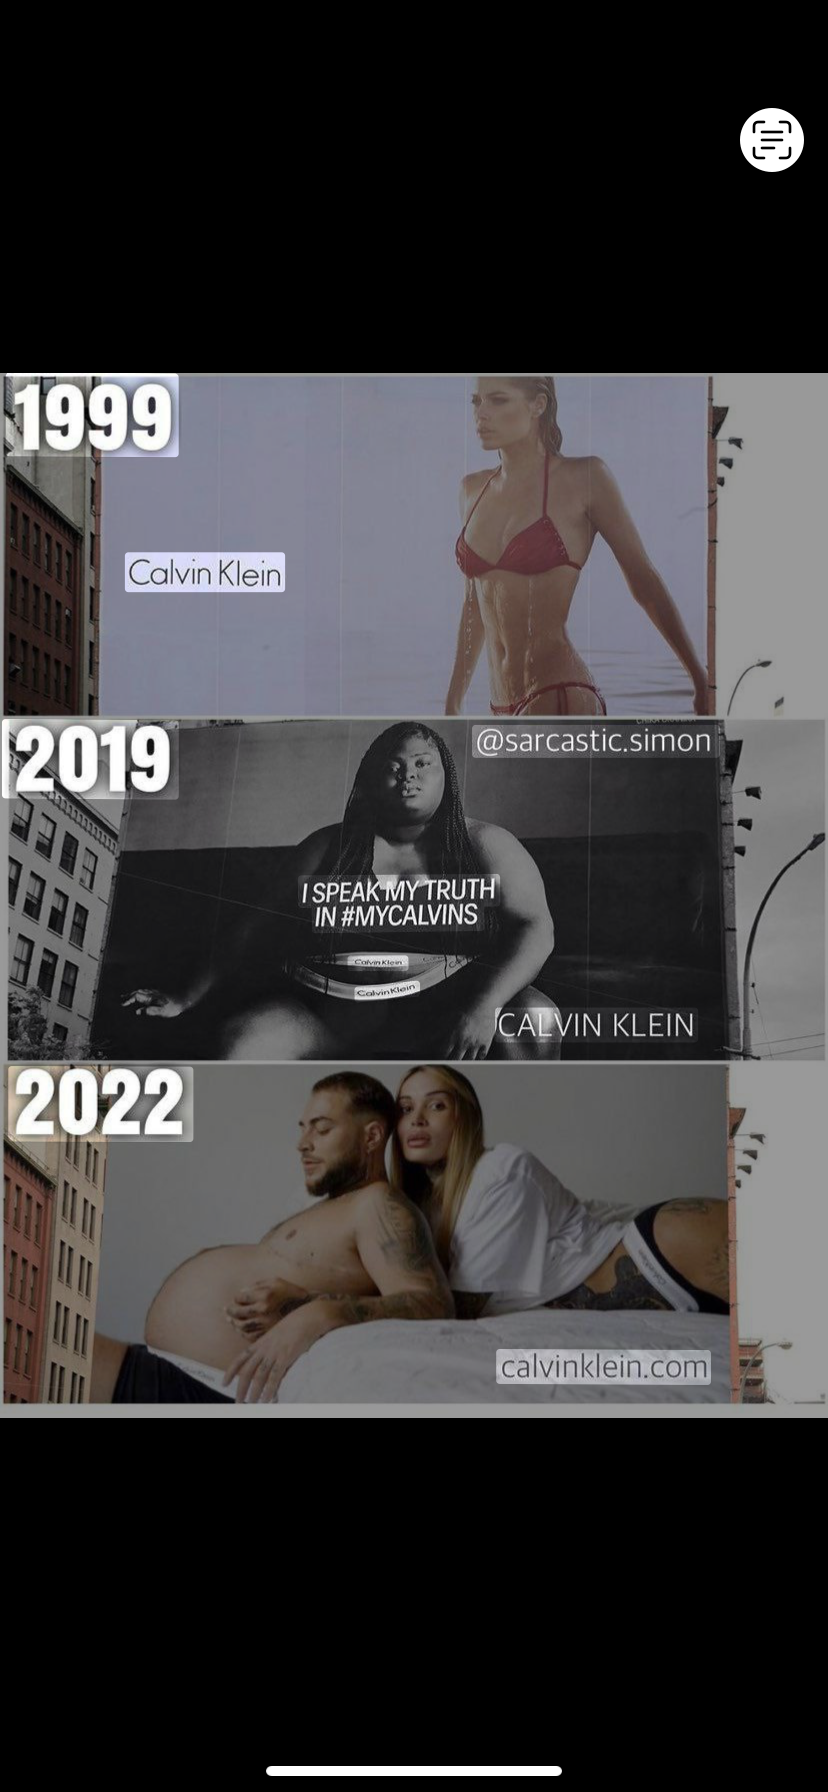 1999
Calvin Klein
2019
@sarcastic.simon
I SPEAK MY TRUTH
IN #MYCALVINS
Calvin Klein
Calvin Klein
CALVIN KLEIN
2022
calvinklein.com